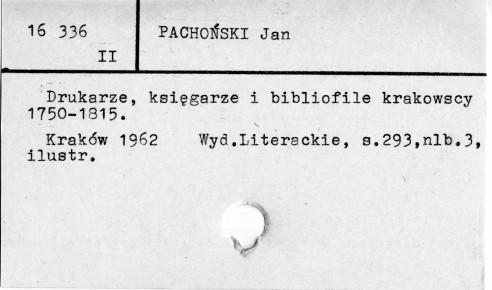 16 336
II
PACHOŃSKI Jan
Drukarze, księgarze i bibliofile krakowscy
1750-1815.
Kraków 1962 Wyd.Literackie, s.293,nlb.3,
ilustr.